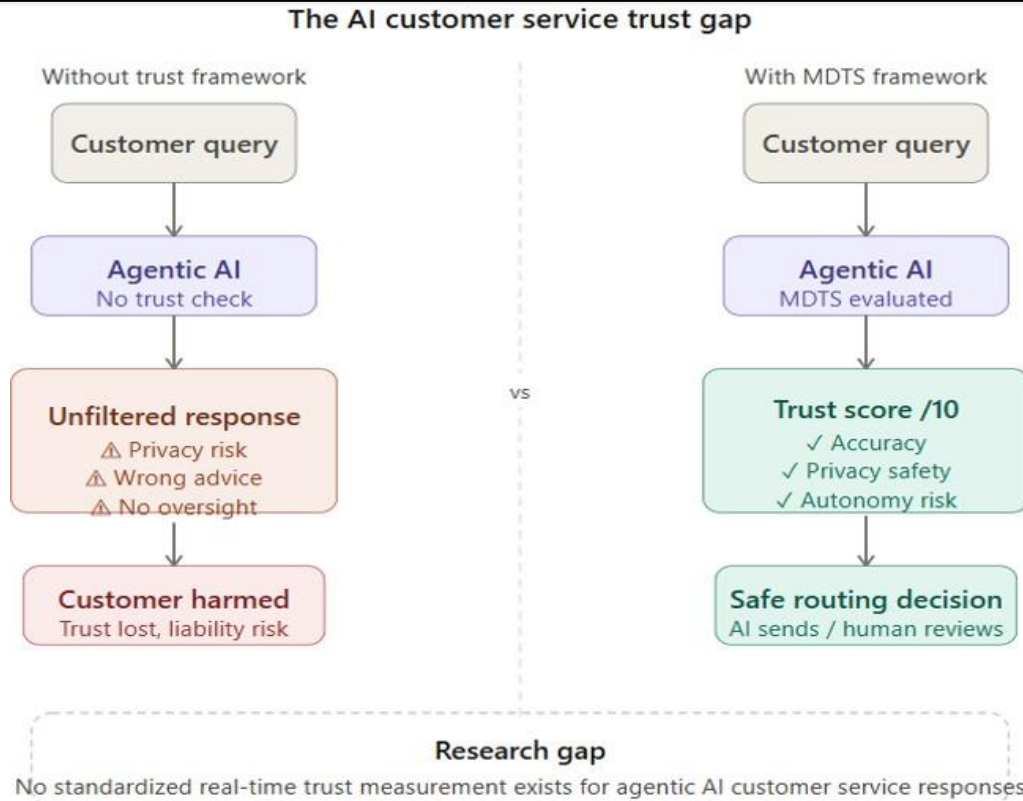 The AI customer service trust gap
Without trust framework
Customer query
Agentic AI
No trust check
Unfiltered response
⚠ Privacy risk
⚠ Wrong advice
⚠ No oversight
Customer harmed
Trust lost, liability risk
vs
With MDTS framework
Customer query
Agentic AI
MDTS evaluated
Trust score /10
✓ Accuracy
✓ Privacy safety
✓ Autonomy risk
Safe routing decision
AI sends / human reviews
Research gap
No standardized real-time trust measurement exists for agentic AI customer service responses